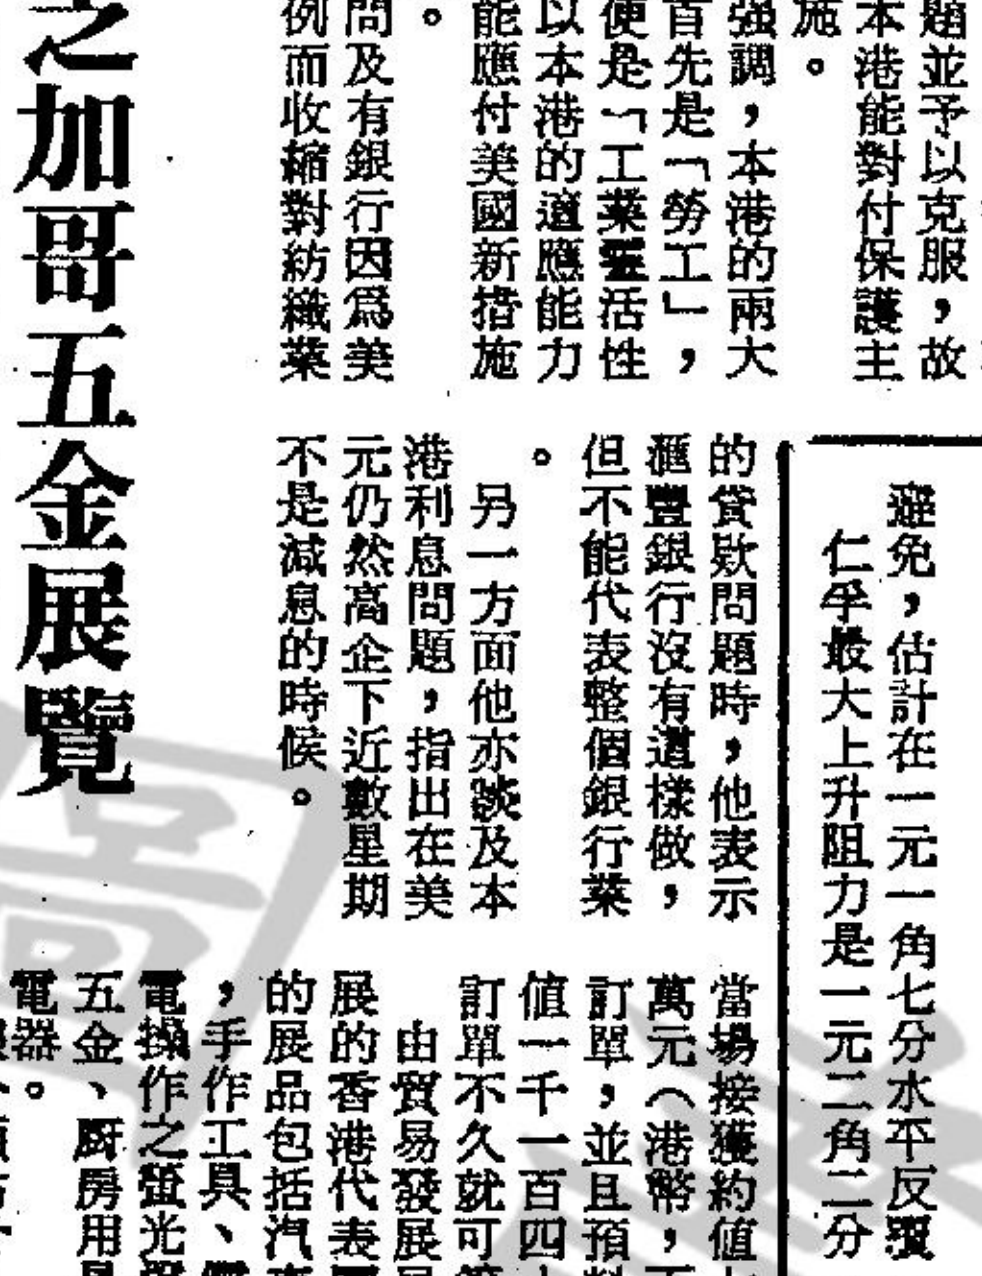 題並予以克服，故
本港能對付保護主
施。
強調，本港的兩大
首先是「勞工」，
便是「工業靈活性
以本港的適應能力
能應付美國新措施
。
問及有銀行因為美
例而收縮對紡織業
的貸款問題時，他表示
滙豐銀行沒有這樣做，
但不能代表整個銀行業
。
另一方面他亦談及本
港利息問題，指出在美
元仍然高企下近數星期
不是減息的時候。
避免，估計在一元一角七分水平反覆
仁孚最大上升阻力是一元二角二分
之加哥五金展覽
當場接獲約值
萬元（港幣，
訂單，並且預料
值一千一百四
訂單不久就可
由貿易發展
展的香港代表
的展品包括汽
，手作工具、
電操作之螢光
五金、厨房用
電器。